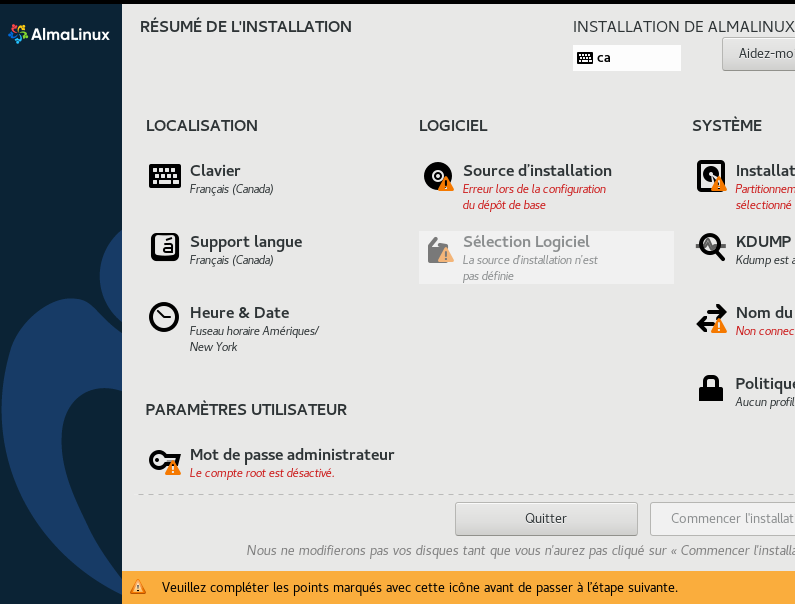 AlmaLinux
RÉSUMÉ DE L'INSTALLATION
INSTALLATION DE ALMALINUX
ca
Aidez-mo
LOCALISATION
Clavier
Français (Canada)
Support langue
Français (Canada)
Heure & Date
Fuseau horaire Amériques/
New York
LOGICIEL
Source d'installation
Erreur lors de la configuration
du dépôt de base
Sélection Logiciel
La source d'installation n'est
pas définie
SYSTÈME
Installat
Partitionnem
sélectionné
KDUMP
Kdump est a
Nom du
Non connec
Politique
Aucun profil
PARAMÈTRES UTILISATEUR
Mot de passe administrateur
Le compte root est désactivé.
Quitter
Commencer l'installat
Nous ne modifierons pas vos disques tant que vous n'aurez pas cliqué sur « Commencer l'installa
Veuillez compléter les points marqués avec cette icône avant de passer à l'étape suivante.